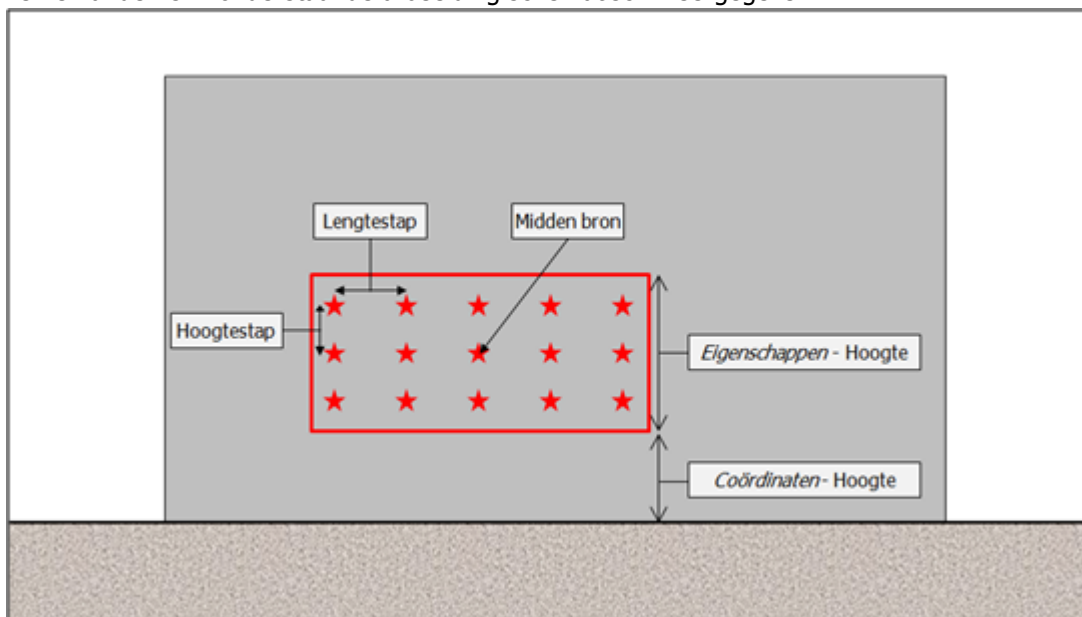 Lengtestap
Midden bron
Hoogtestap
Eigenschappen - Hoogte
Coördinaten - Hoogte